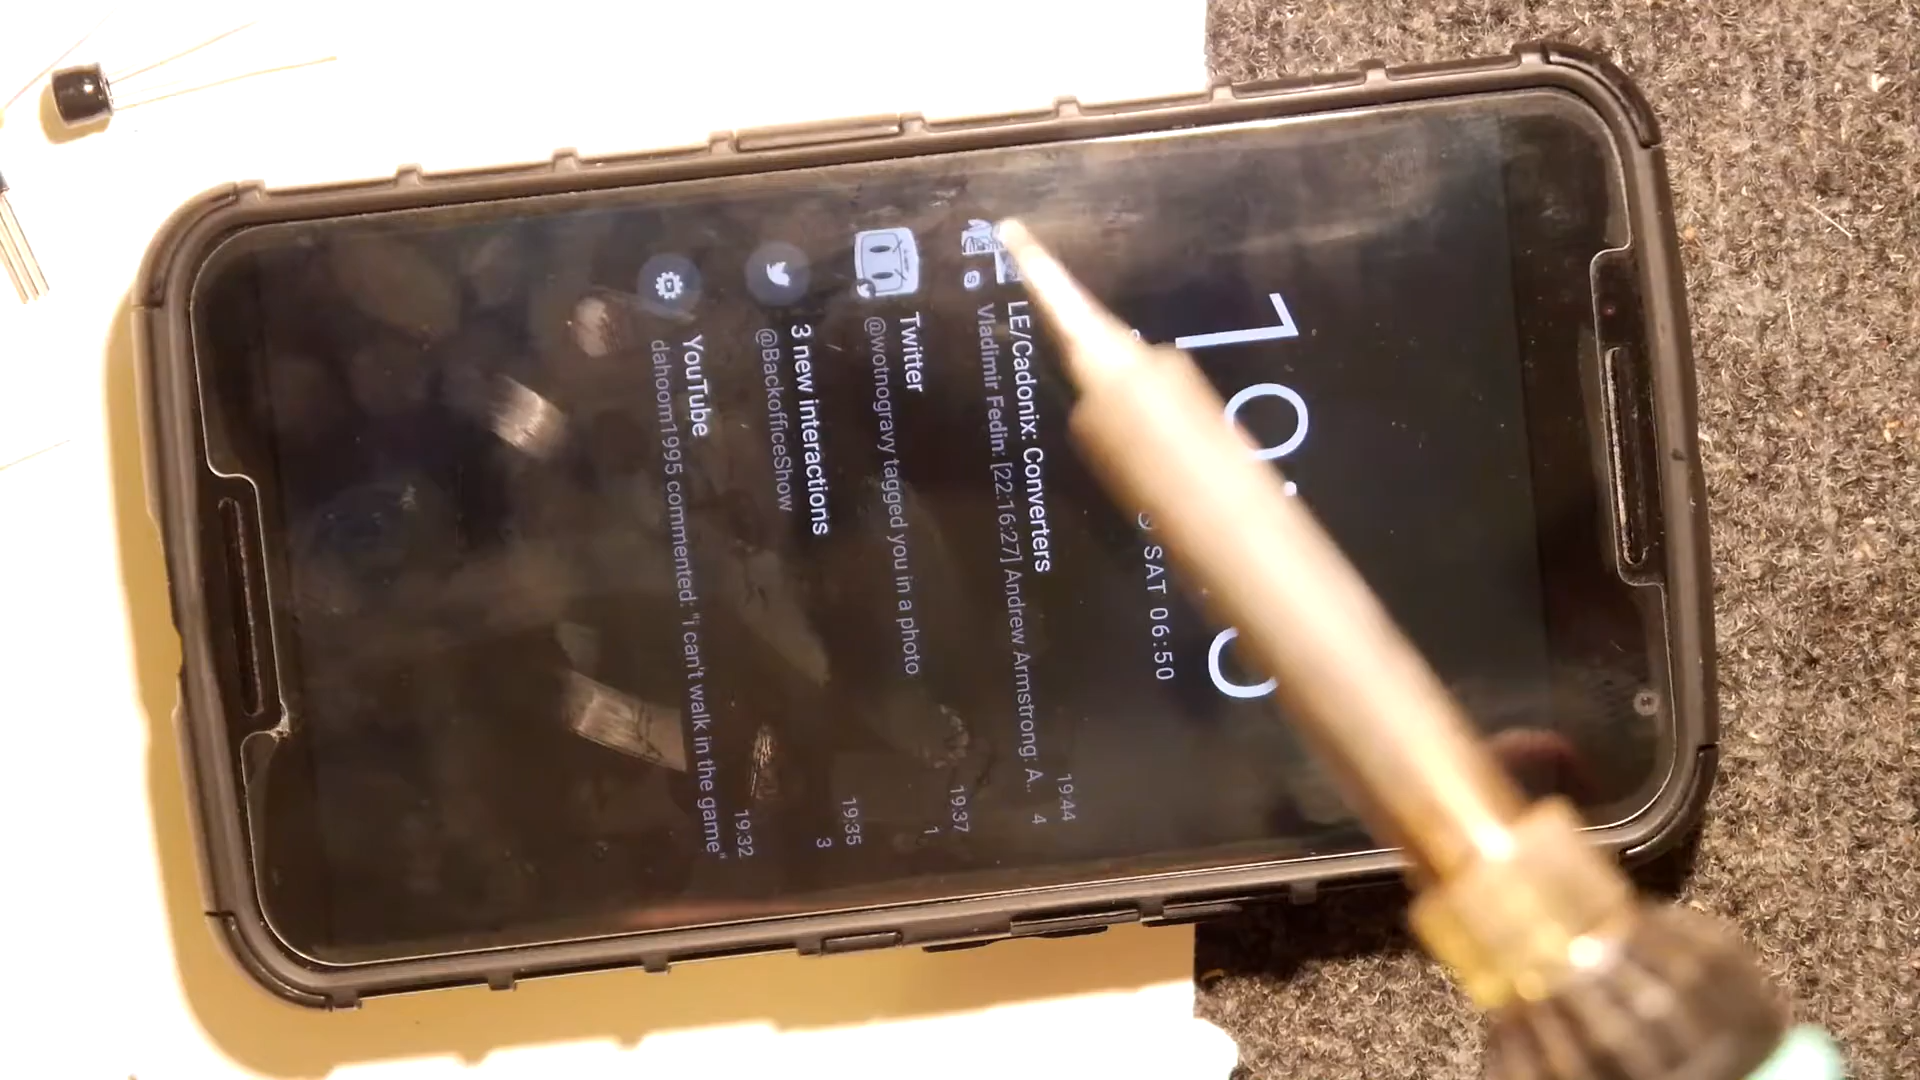 SAT 06:50
LE/Cadonix: Converters
19:44
Vladimir Fedin: [22:16:27] Andrew Armstrong: A..
4
Twitter
19:37
@wotnogravy tagged you in a photo
1
3 new interactions
19:35
@BackofficeShow
3
YouTube
19:32
dahoom1995 commented: "i can't walk in the game"